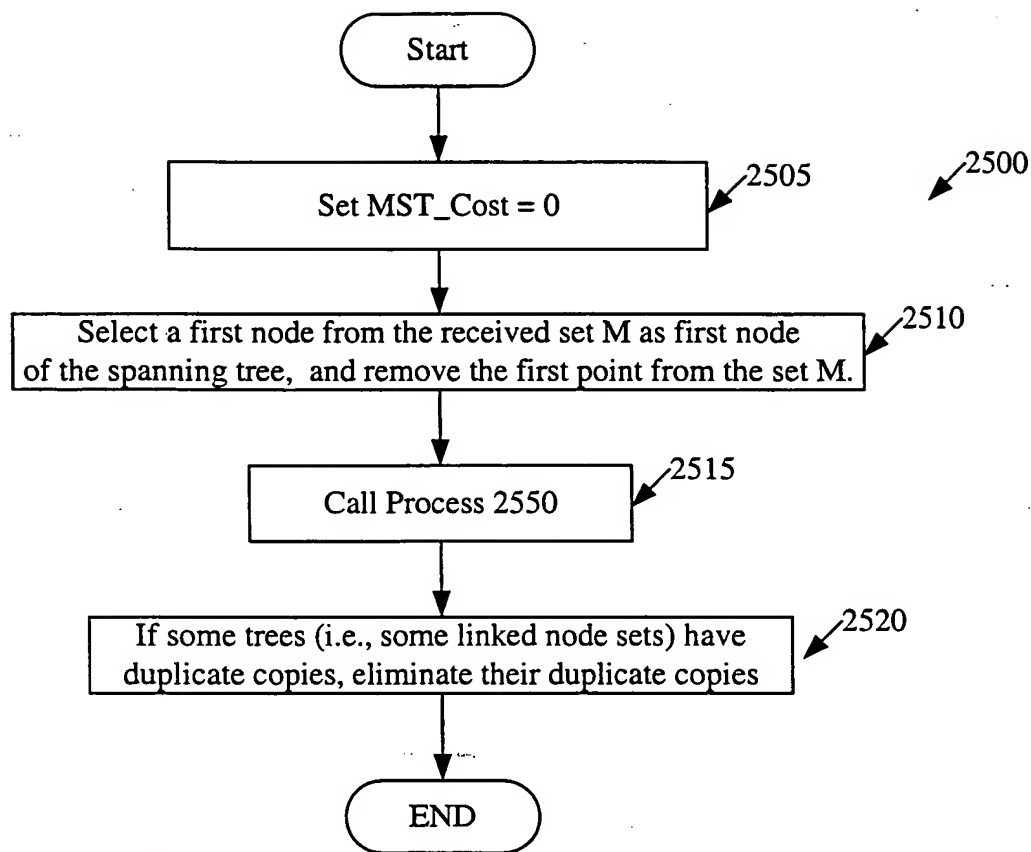 Start
2500
2505
Set MST_Cost = 0
2510
Select a first node from the received set M as first node
of the spanning tree, and remove the first point from the set M.
2515
Call Process 2550
2520
If some trees (i.e., some linked node sets) have
duplicate copies, eliminate their duplicate copies
END